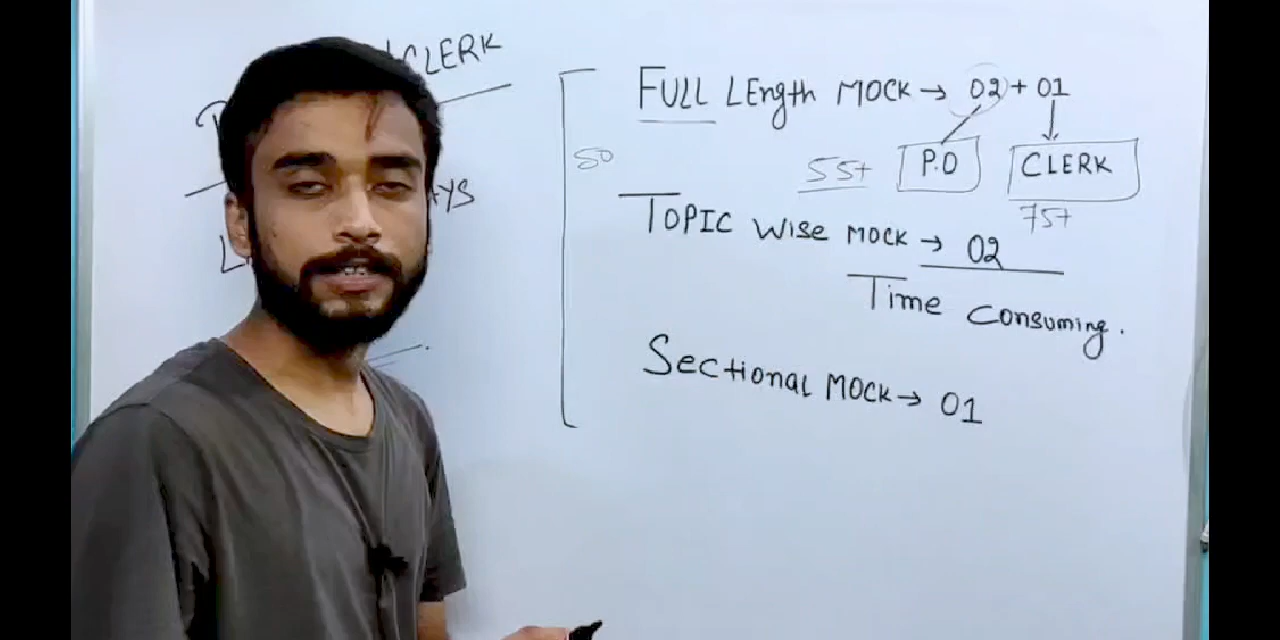 CLERK
FULL LEngth MOCK → 02 + 01
50
55+ P.O CLERK
75+
TOPIC WISE MOCK → 02
Time Consuming.
Sectional MOCK → 01